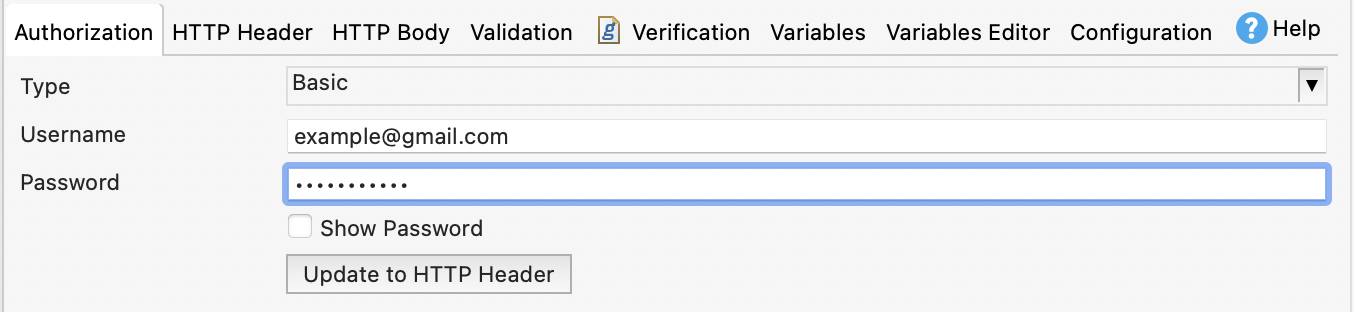 Authorization HTTP Header HTTP Body Validation Verification Variables Variables Editor Configuration ? Help
Type Basic ▼
Username example@gmail.com
Password •••••••••••
Show Password
Update to HTTP Header